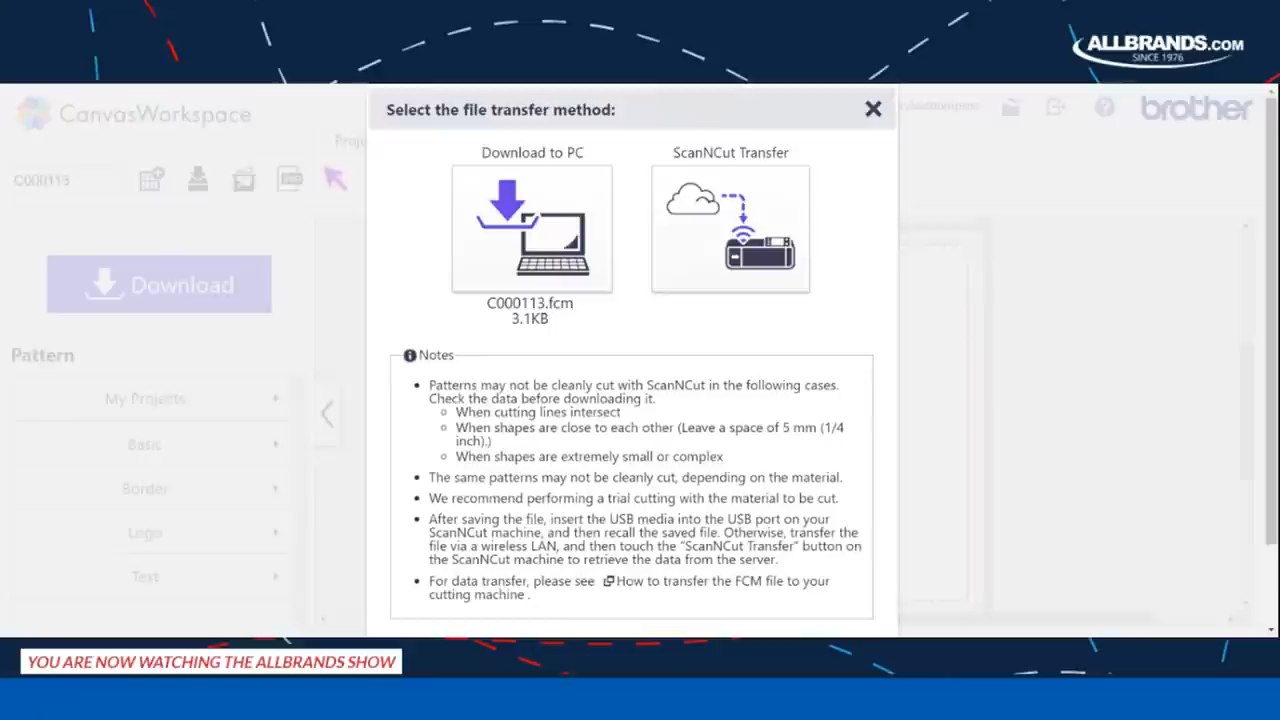 ALLBRANDS.COM
SINCE 1976
CanvasWorkspace
brother
Select the file transfer method:
C000113
Download
Pattern
My Projects
Basic
Border
Logo
Text
Download to PC
ScanNCut Transfer
C000113.fcm
3.1KB
Notes
• Patterns may not be cleanly cut with ScanNCut in the following cases.
Check the data before downloading it.
○ When cutting lines intersect
○ When shapes are close to each other (Leave a space of 5 mm (1/4
inch).)
○ When shapes are extremely small or complex
• The same patterns may not be cleanly cut, depending on the material.
• We recommend performing a trial cutting with the material to be cut.
• After saving the file, insert the USB media into the USB port on your
ScanNCut machine, and then recall the saved file. Otherwise, transfer the
file via a wireless LAN, and then touch the “ScanNCut Transfer” button on
the ScanNCut machine to retrieve the data from the server.
• For data transfer, please see How to transfer the FCM file to your
cutting machine .
YOU ARE NOW WATCHING THE ALLBRANDS SHOW